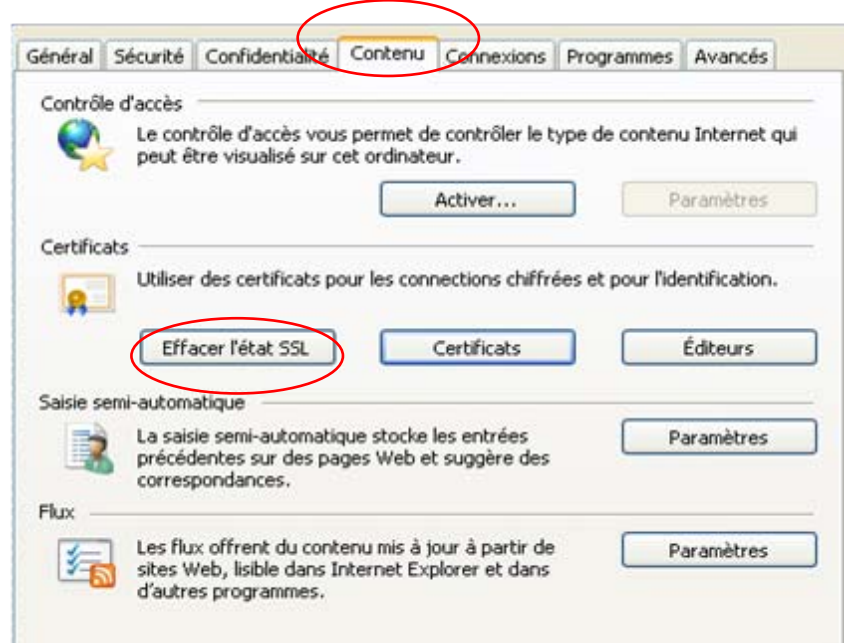 Général Sécurité Confidentialité Contenu Connexions Programmes Avancés
Contrôle d'accès
Le contrôle d'accès vous permet de contrôler le type de contenu Internet qui
peut être visualisé sur cet ordinateur.
Activer... Paramètres
Certificats
Utiliser des certificats pour les connections chiffrées et pour l'identification.
Effacer l'état SSL Certificats Éditeurs
Saisie semi-automatique
La saisie semi-automatique stocke les entrées
précédentes sur des pages Web et suggère des
correspondances.
Paramètres
Flux
Les flux offrent du contenu mis à jour à partir de
sites Web, lisible dans Internet Explorer et dans
d'autres programmes.
Paramètres